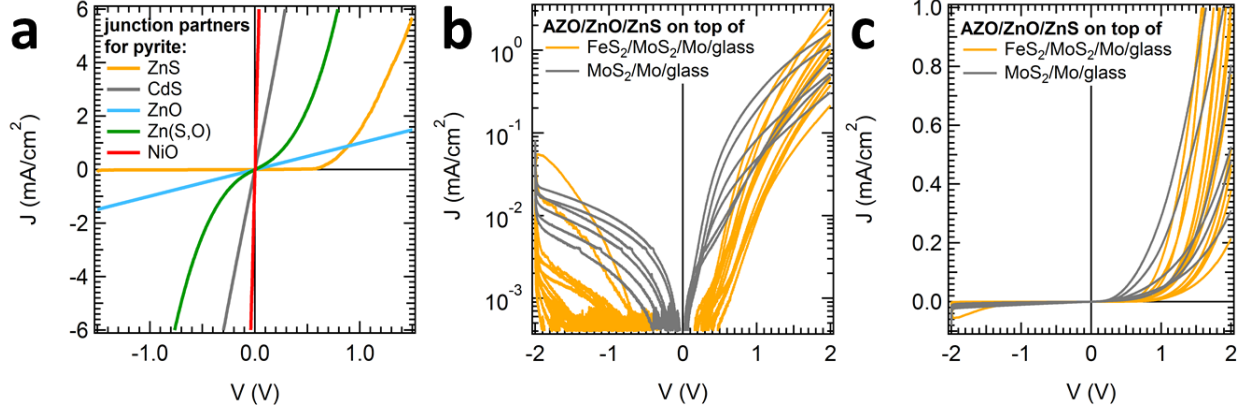 a
junction partners
for pyrite:
ZnS
CdS
ZnO
Zn(S,O)
NiO
6
4
2
0
-2
-4
-6
J (mA/cm²)
-1.0
0.0
1.0
V (V)
b
AZO/ZnO/ZnS on top of
FeS₂/MoS₂/Mo/glass
MoS₂/Mo/glass
10⁰
10⁻¹
10⁻²
10⁻³
J (mA/cm²)
-2
-1
0
1
2
V (V)
c
AZO/ZnO/ZnS on top of
FeS₂/MoS₂/Mo/glass
MoS₂/Mo/glass
1.0
0.8
0.6
0.4
0.2
0.0
J (mA/cm²)
-2
-1
0
1
2
V (V)